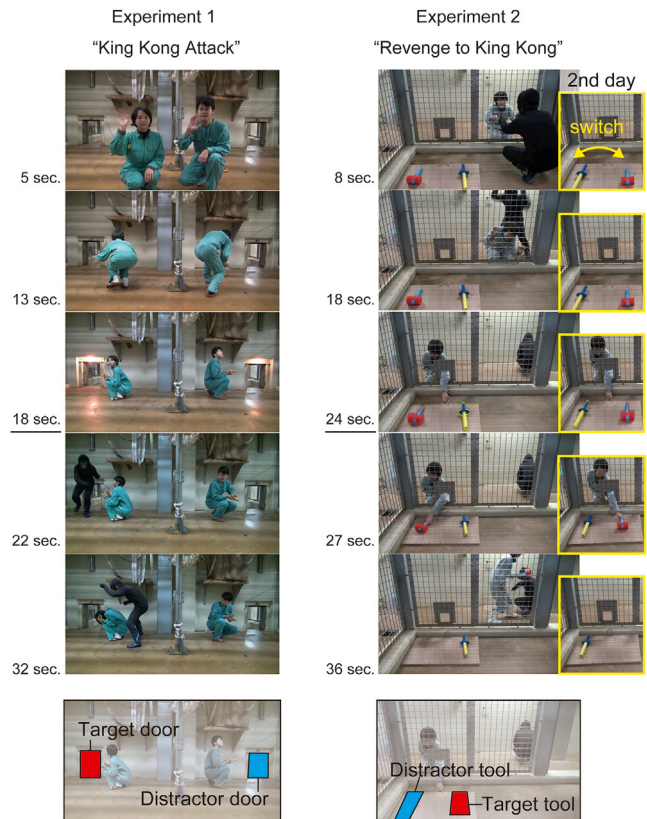 Experiment 1
"King Kong Attack"
5 sec.
13 sec.
18 sec.
22 sec.
32 sec.
Target door
Distractor door
Experiment 2
"Revenge to King Kong"
2nd day
switch
8 sec.
18 sec.
24 sec.
27 sec.
36 sec.
Distractor tool
Target tool